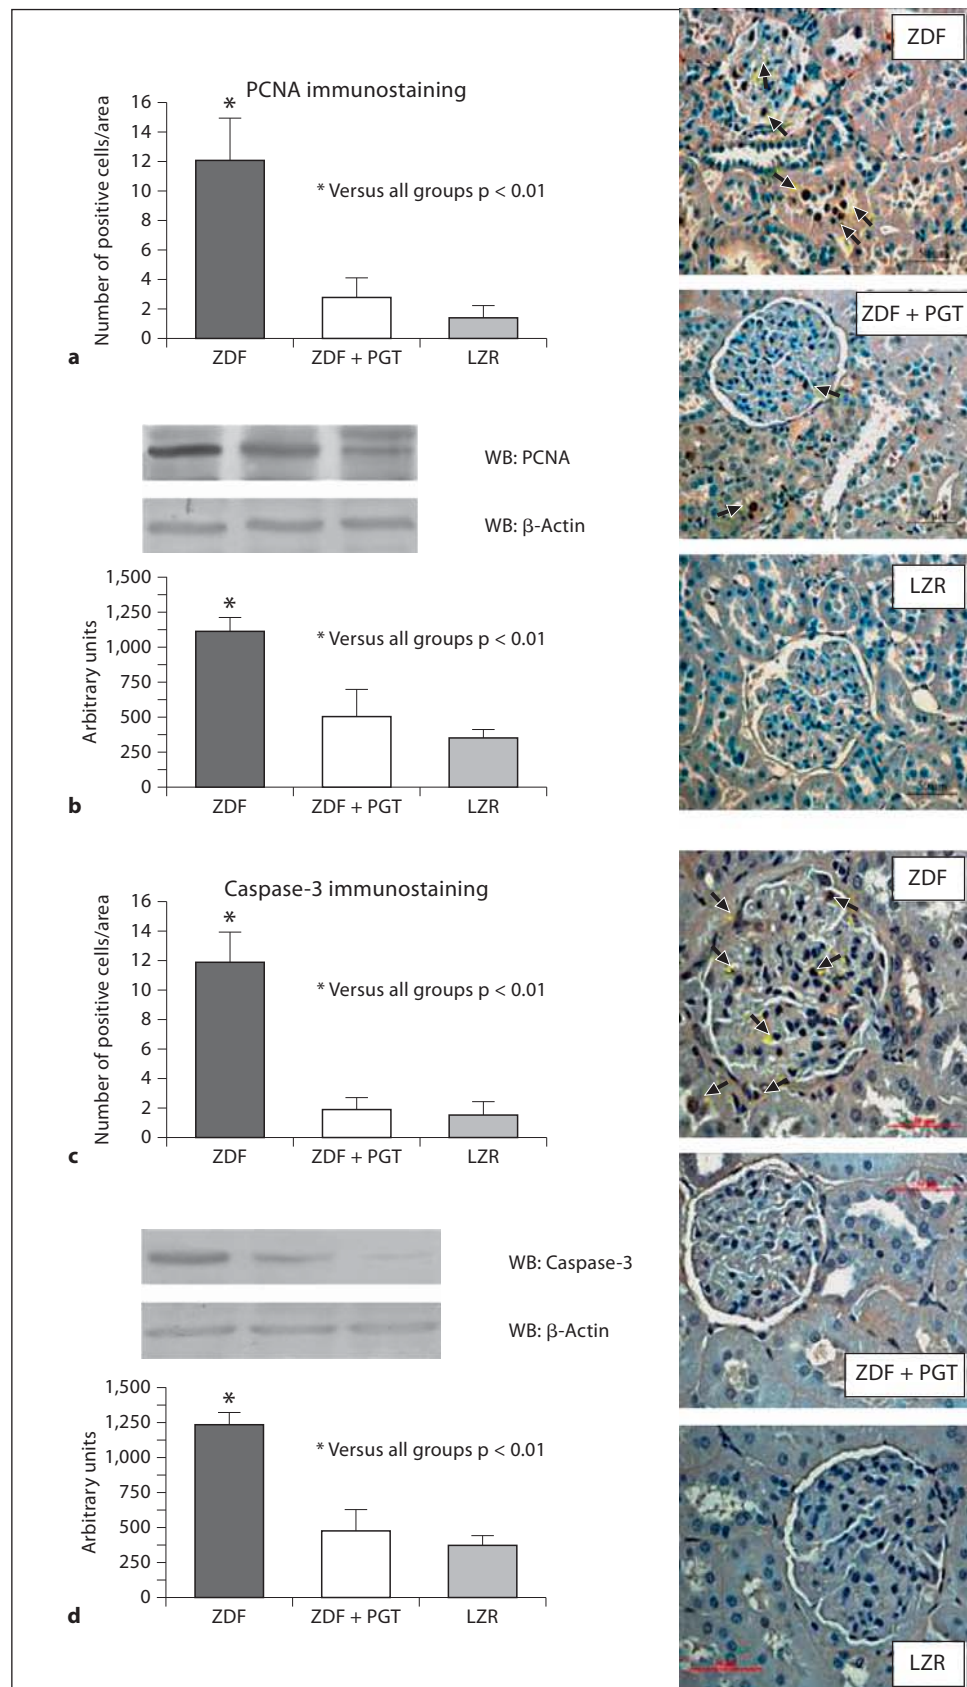 PCNA immunostaining
Number of positive cells/area
16
14
12
10
8
6
4
2
0
*
* Versus all groups p < 0.01
ZDF
ZDF + PGT
LZR
a
WB: PCNA
WB: β-Actin
Arbitrary units
1,500
1,250
1,000
750
500
250
0
*
* Versus all groups p < 0.01
ZDF
ZDF + PGT
LZR
b
ZDF
ZDF + PGT
LZR
Caspase-3 immunostaining
Number of positive cells/area
16
14
12
10
8
6
4
2
0
*
* Versus all groups p < 0.01
ZDF
ZDF + PGT
LZR
c
WB: Caspase-3
WB: β-Actin
Arbitrary units
1,500
1,250
1,000
750
500
250
0
*
* Versus all groups p < 0.01
ZDF
ZDF + PGT
LZR
d
ZDF
ZDF + PGT
LZR